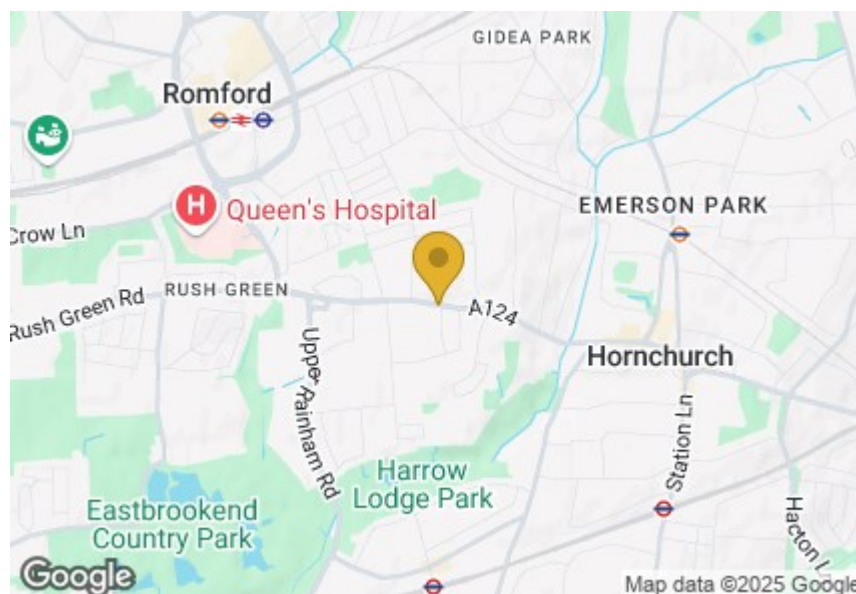 GIDEA PARK
Romford
H
Queen's Hospital
EMERSON PARK
Crow Ln
RUSH GREEN
Rush Green Rd
A124
Upper Rainham Rd
Hornchurch
Station Ln
Harrow
Lodge Park
Eastbrookend
Country Park
Hacton Ln
Google
Map data ©2025 Google